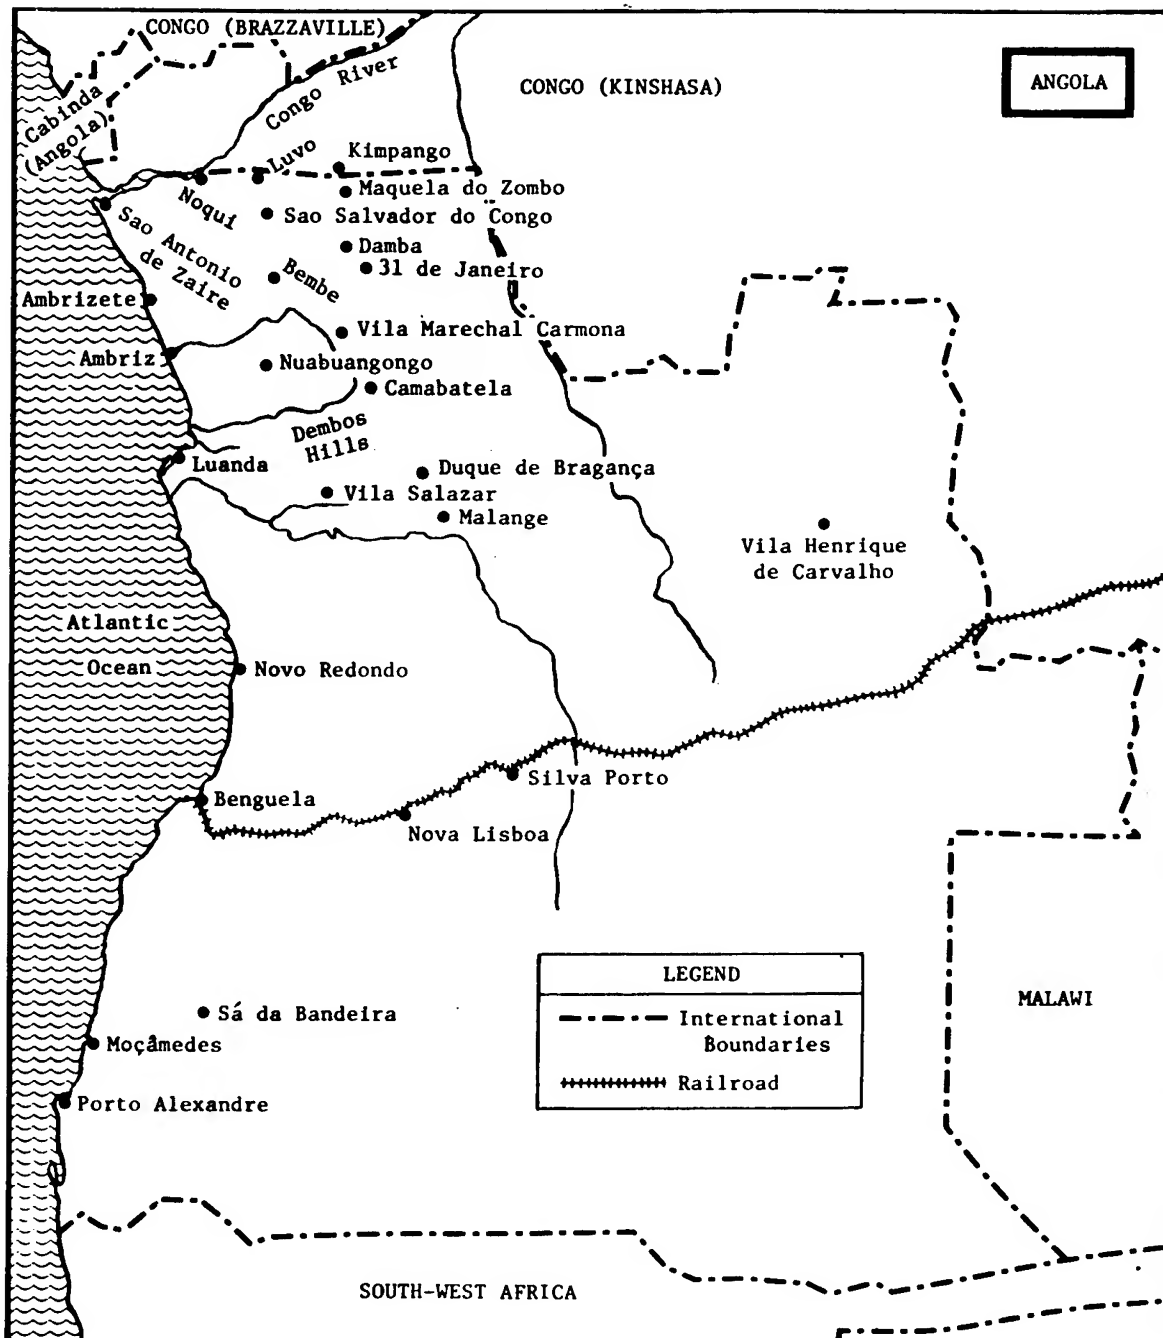 CONGO (BRAZZAVILLE)
ANGOLA
CONGO (KINSHASA)
Congo River
Cabinda
(Angola)
Luvo
Kimpango
Noqui
Maquela do Zombo
Sao Salvador do Congo
Sao Antonio
de Zaire
Damba
31 de Janeiro
Bembe
Ambrizete
Vila Marechal Carmona
Ambriz
Nuabuangongo
Camabatela
Dembos
Hills
Luanda
Duque de Bragança
Vila Salazar
Malange
Vila Henrique
de Carvalho
Atlantic
Ocean
Novo Redondo
Silva Porto
Benguela
Nova Lisboa
LEGEND
International
Boundaries
Railroad
MALAWI
Sá da Bandeira
Moçâmedes
Porto Alexandre
SOUTH-WEST AFRICA